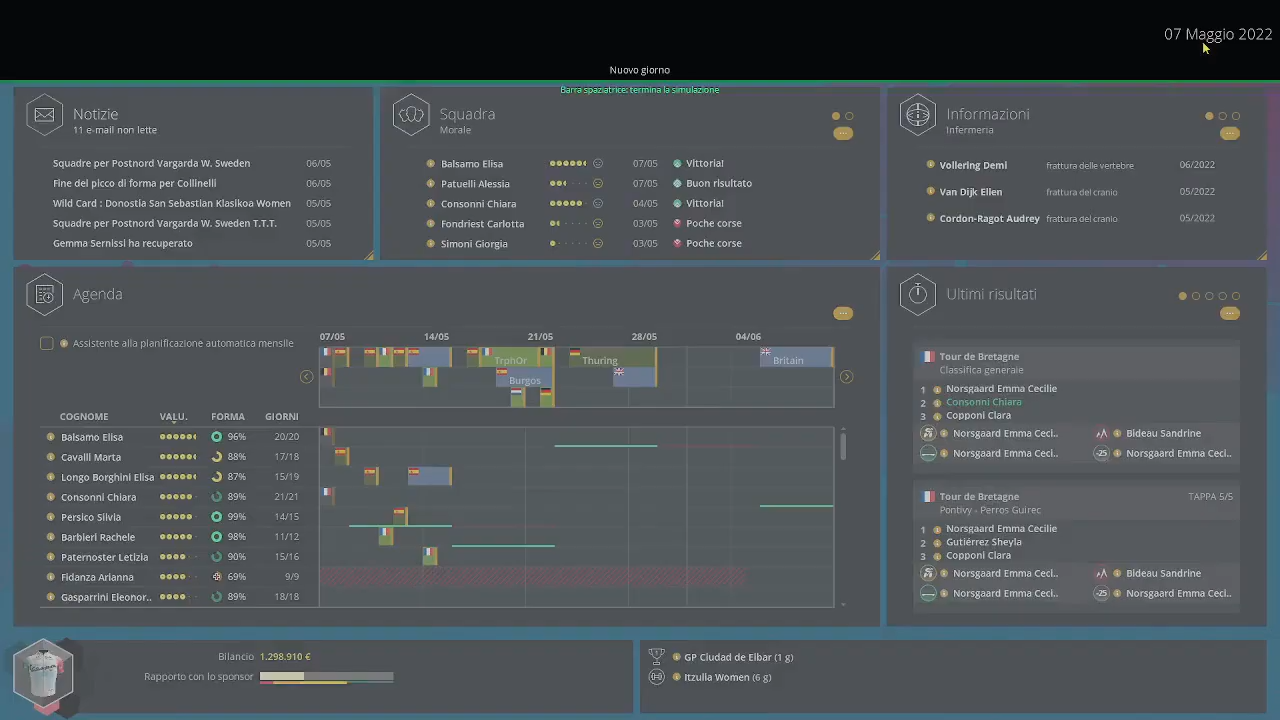 07 Maggio 2022
Nuovo giorno
Barra spaziatrice: termina la simulazione
Notizie
11 e-mail non lette
Squadre per Postnord Vargarda W. Sweden 06/05
Fine del picco di forma per Collinelli 06/05
Wild Card : Donostia San Sebastian Klasikoa Women 05/05
Squadre per Postnord Vargarda W. Sweden T.T.T. 05/05
Gemma Sernissi ha recuperato 05/05
Squadra
Morale
Balsamo Elisa 07/05 Vittoria!
Patuelli Alessia 07/05 Buon risultato
Consonni Chiara 04/05 Vittoria!
Fondriest Carlotta 03/05 Poche corse
Simoni Giorgia 03/05 Poche corse
Informazioni
Infermeria
Vollering Demi frattura delle vertebre 06/2022
Van Dijk Ellen frattura del cranio 05/2022
Cordon-Ragot Audrey frattura del cranio 05/2022
Agenda
Assistente alla planificazione automatica mensile
07/05 14/05 21/05 28/05 04/06
TrphOr Thuring Britain
Burgos
COGNOME VALU. FORMA GIORNI
Balsamo Elisa 96% 20/20
Cavalli Marta 88% 17/18
Longo Borghini Elisa 87% 15/19
Consonni Chiara 89% 21/21
Persico Silvia 99% 14/15
Barbieri Rachele 98% 11/12
Paternoster Letizia 90% 15/16
Fidanza Arianna 69% 9/9
Gasparrini Eleonor.. 89% 18/18
Ultimi risultati
Tour de Bretagne
Classifica generale
1 Norsgaard Emma Cecilie
2 Consonni Chiara
3 Copponi Clara
Norsgaard Emma Ceci.. Bideau Sandrine
Norsgaard Emma Ceci.. -25 Norsgaard Emma Ceci..
Tour de Bretagne TAPPA 5/5
Pontivy - Perros Guirec
1 Norsgaard Emma Cecilie
2 Gutiérrez Sheyla
3 Copponi Clara
Norsgaard Emma Ceci.. Bideau Sandrine
Norsgaard Emma Ceci.. -25 Norsgaard Emma Ceci..
Bilancio 1.298.910 €
Rapporto con lo sponsor
GP Ciudad de Elbar (1 g)
Itzulia Women (6 g)